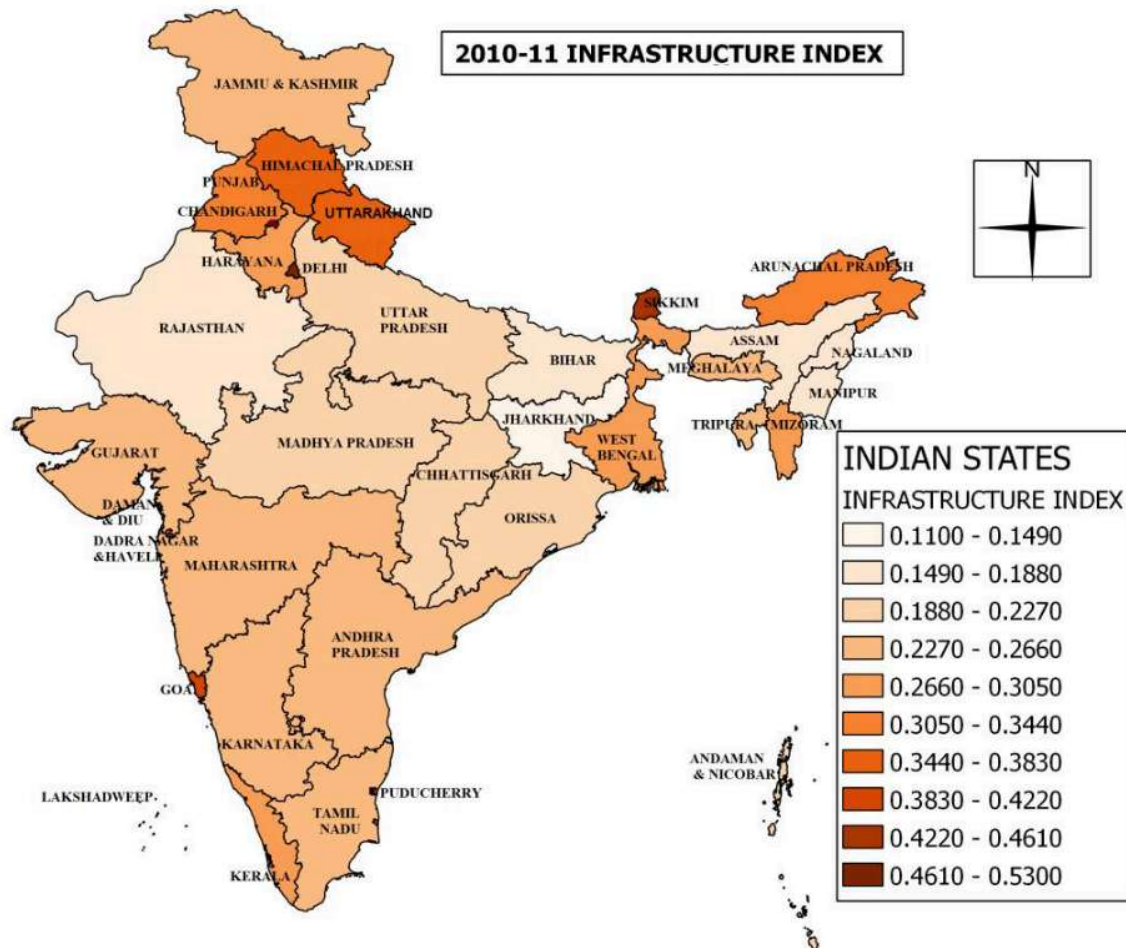 2010-11 INFRASTRUCTURE INDEX
JAMMU & KASHMIR
HIMACHAL PRADESH
PUNJAB
CHANDIGARH
UTTARAKHAND
N
HARAYANA
DELHI
ARUNACHAL PRADESH
SIKKIM
RAJASTHAN
UTTAR
PRADESH
ASSAM
NAGALAND
BIHAR
MEGHALAYA
MANIPUR
JHARKHAND
TRIPURA
MIZORAM
MADHYA PRADESH
WEST
BENGAL
GUJARAT
CHHATTISGARH
DAMAN
& DIU
ORISSA
DADRA NAGAR
&HAVELI
MAHARASHTRA
ANDHRA
PRADESH
GOA
KARNATAKA
ANDAMAN
& NICOBAR
LAKSHADWEEP
PUDUCHERRY
TAMIL
NADU
KERALA
INDIAN STATES
INFRASTRUCTURE INDEX
0.1100 - 0.1490
0.1490 - 0.1880
0.1880 - 0.2270
0.2270 - 0.2660
0.2660 - 0.3050
0.3050 - 0.3440
0.3440 - 0.3830
0.3830 - 0.4220
0.4220 - 0.4610
0.4610 - 0.5300